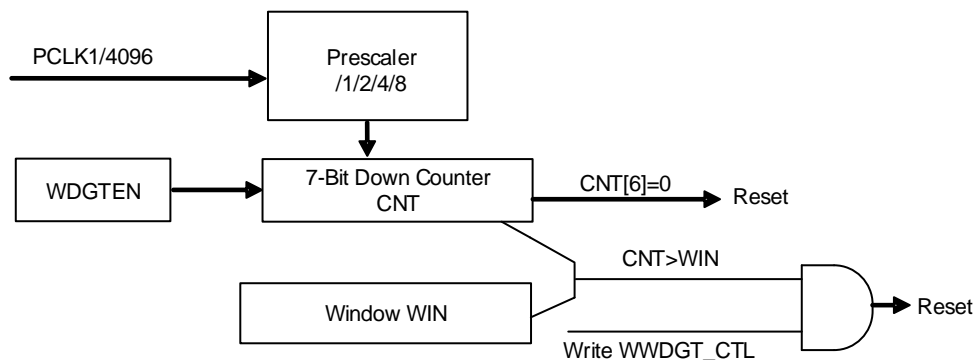 PCLK1/4096
Prescaler
/1/2/4/8
WDGTEN
7-Bit Down Counter
CNT
CNT[6]=0
Reset
CNT>WIN
Window WIN
Reset
Write WWDGT_CTL